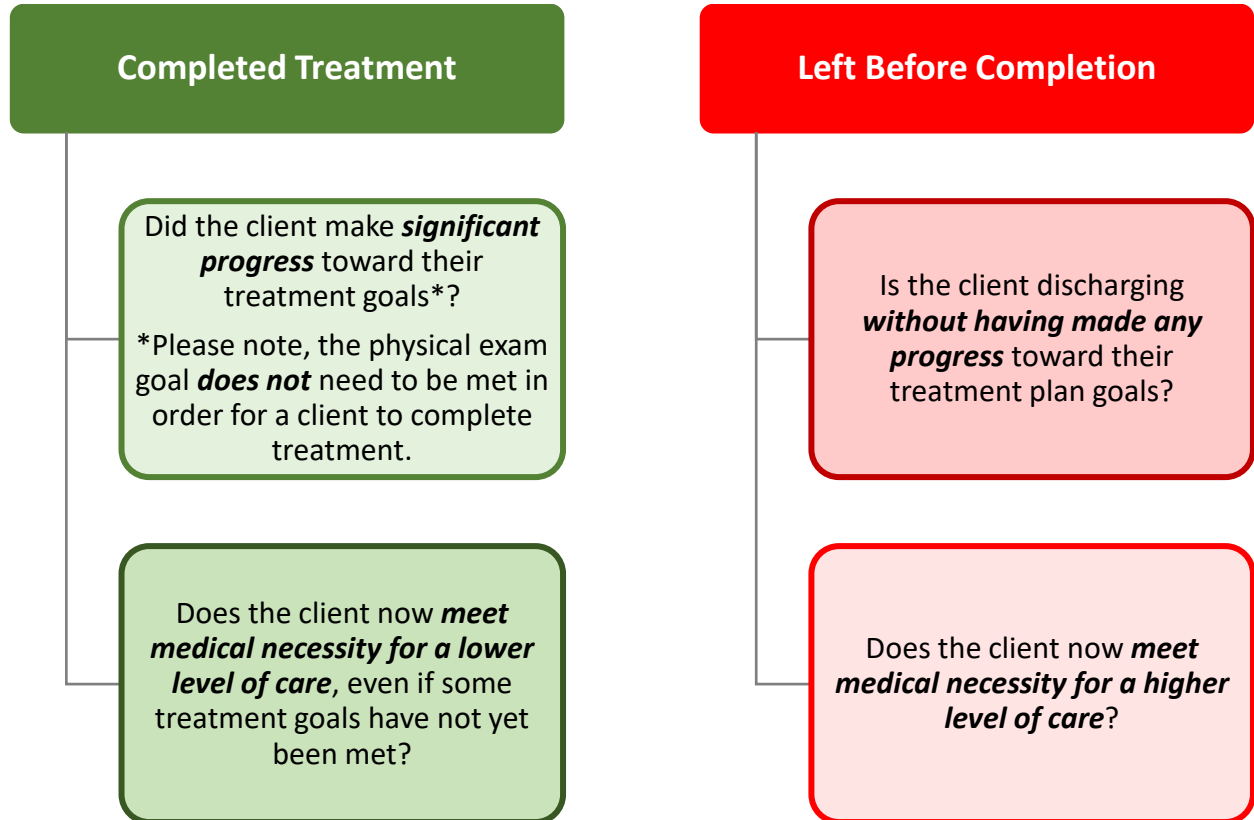 Completed Treatment
Did the client make significant
progress toward their
treatment goals*?
*Please note, the physical exam
goal does not need to be met in
order for a client to complete
treatment.
Does the client now meet
medical necessity for a lower
level of care, even if some
treatment goals have not yet
been met?
Left Before Completion
Is the client discharging
without having made any
progress toward their
treatment plan goals?
Does the client now meet
medical necessity for a higher
level of care?